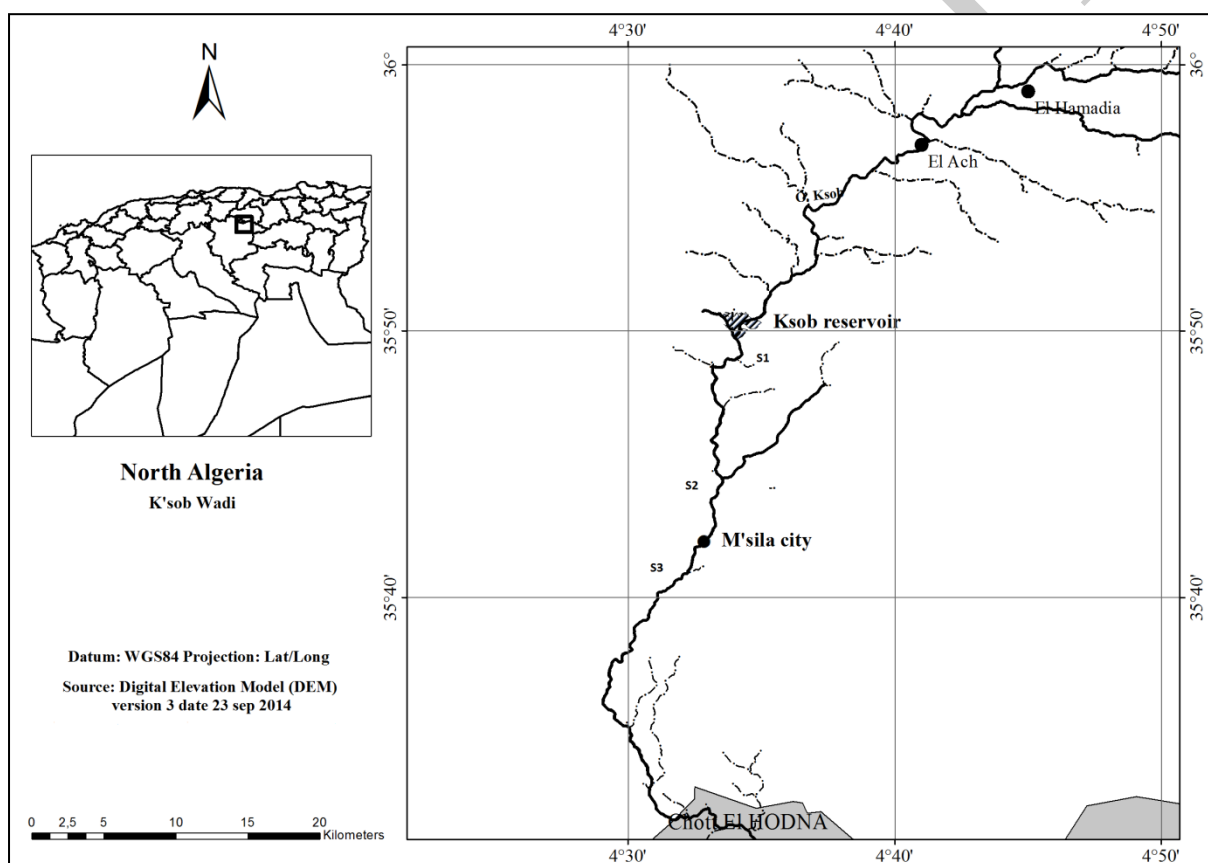 N
North Algeria
K'sob Wadi
Datum: WGS84 Projection: Lat/Long
Source: Digital Elevation Model (DEM)
version 3 date 23 sep 2014
0 2,5 5 10 15 20
Kilometers
4°30' 4°40' 4°50'
36° 36°
El Hamadia
El Ach
O. Ksob
Ksob reservoir
35°50' 35°50'
S1
S2
M'sila city
S3
35°40' 35°40'
Chott El HODNA
4°30' 4°40' 4°50'